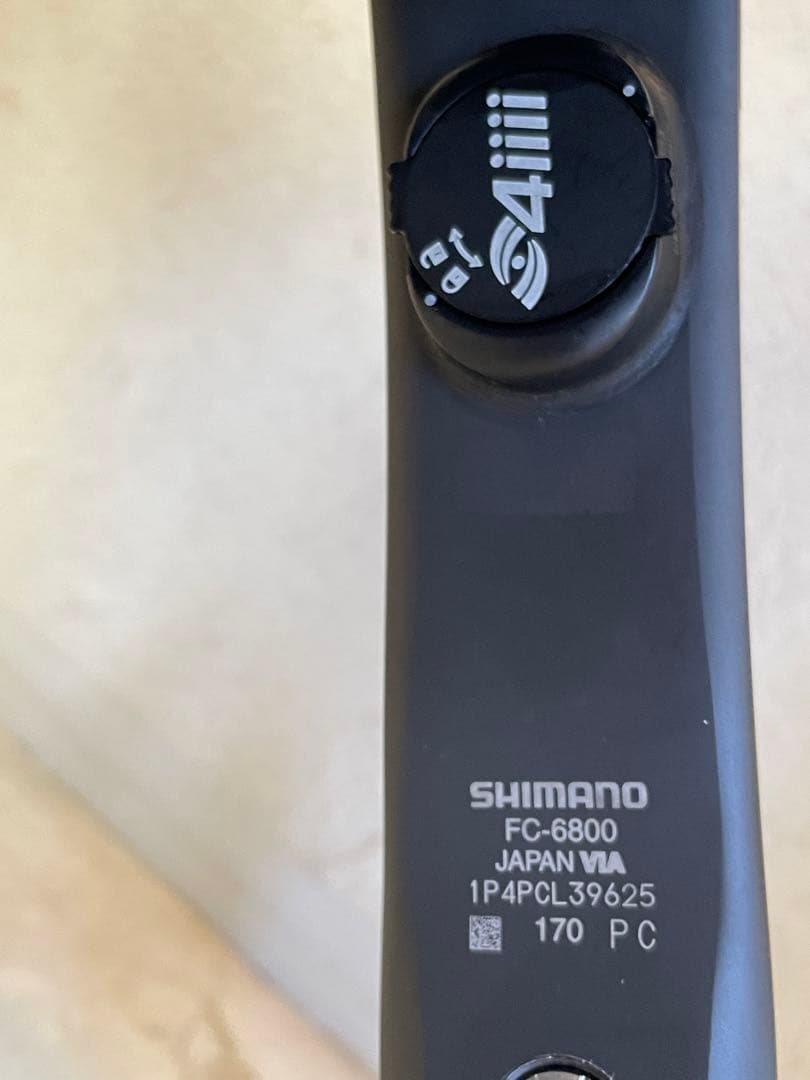 4iiii
SHIMANO
FC-6800
JAPAN VIA
1P4PCL39625
170 PC